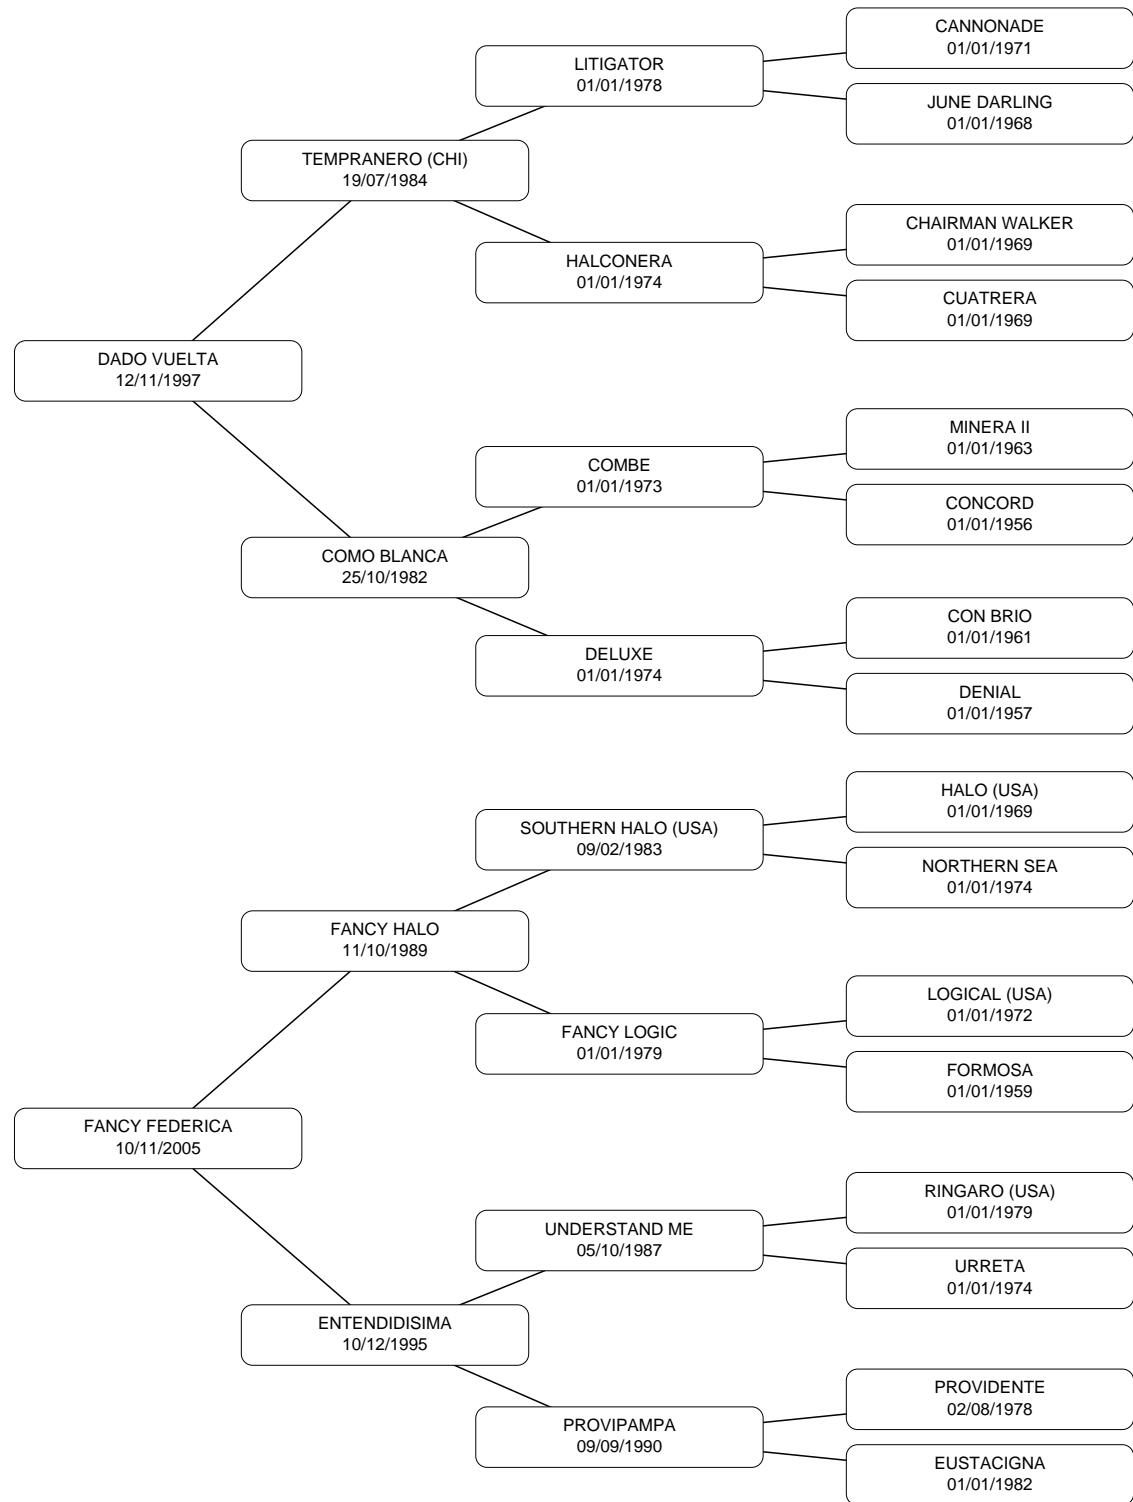 CANNONADE
01/01/1971
LITIGATOR
01/01/1978
JUNE DARLING
01/01/1968
TEMPRANERO (CHI)
19/07/1984
CHAIRMAN WALKER
01/01/1969
HALCONERA
01/01/1974
CUATRERA
01/01/1969
DADO VUELTA
12/11/1997
MINERA II
01/01/1963
COMBE
01/01/1973
CONCORD
01/01/1956
COMO BLANCA
25/10/1982
CON BRIO
01/01/1961
DELUXE
01/01/1974
DENIAL
01/01/1957
HALO (USA)
01/01/1969
SOUTHERN HALO (USA)
09/02/1983
NORTHERN SEA
01/01/1974
FANCY HALO
11/10/1989
LOGICAL (USA)
01/01/1972
FANCY LOGIC
01/01/1979
FORMOSA
01/01/1959
FANCY FEDERICA
10/11/2005
RINGARO (USA)
01/01/1979
UNDERSTAND ME
05/10/1987
URRETA
01/01/1974
ENTENDIDISIMA
10/12/1995
PROVIDENTE
02/08/1978
PROVIPAMPA
09/09/1990
EUSTACIGNA
01/01/1982